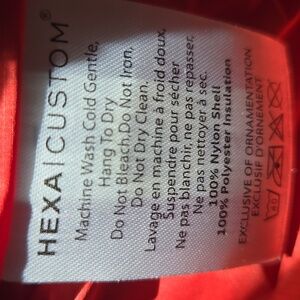 HEXA|CUSTOM®
Machine Wash Cold Gentle,
Hang To Dry
Do Not Bleach,Do Not Iron,
Do Not Dry Clean.
Lavage en machine à froid doux,
Suspendre pour sécher
Ne pas blanchir, ne pas repasser,
Ne pas nettoyer à sec.
100% Nylon Shell
100% Polyester Insulation
EXCLUSIVE OF ORNAMENTATION
EXCLUSIF D'ORNEMENT